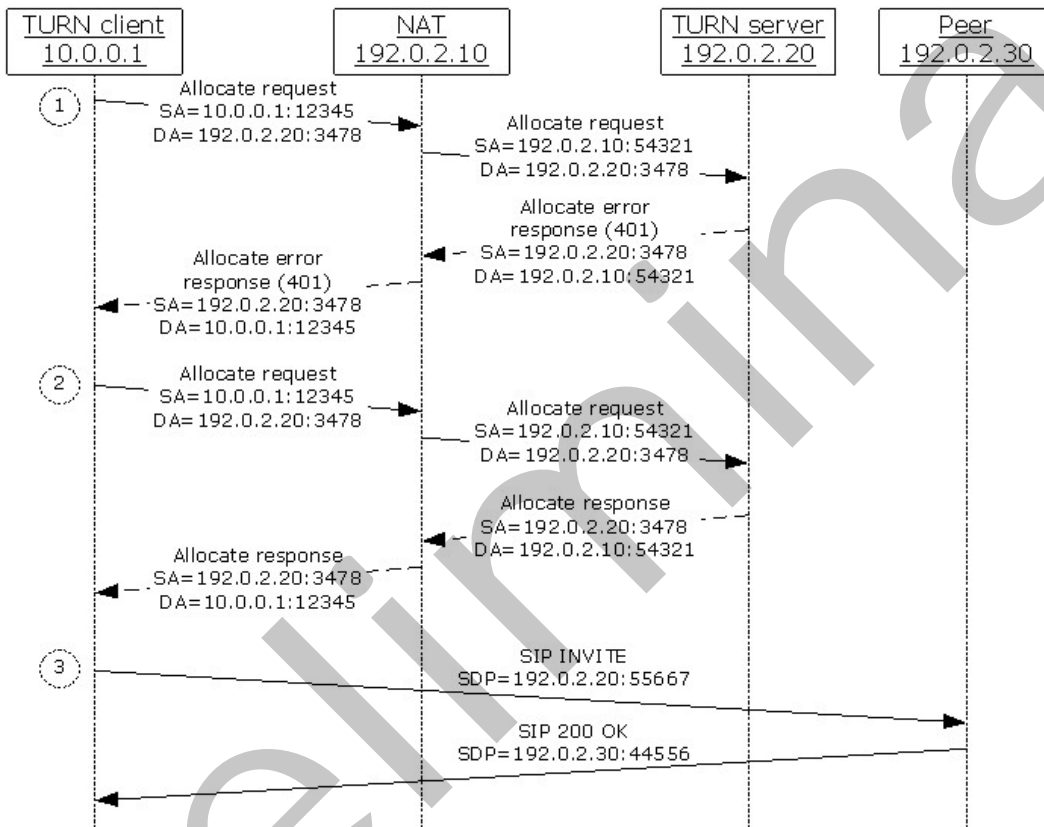 TURN client
10.0.0.1
NAT
192.0.2.10
TURN server
192.0.2.20
Peer
192.0.2.30
1
Allocate request
SA=10.0.0.1:12345
DA=192.0.2.20:3478
Allocate request
SA=192.0.2.10:54321
DA=192.0.2.20:3478
Allocate error
response (401)
SA=192.0.2.20:3478
DA=192.0.2.10:54321
Allocate error
response (401)
SA=192.0.2.20:3478
DA=10.0.0.1:12345
2
Allocate request
SA=10.0.0.1:12345
DA=192.0.2.20:3478
Allocate request
SA=192.0.2.10:54321
DA=192.0.2.20:3478
Allocate response
SA=192.0.2.20:3478
DA=192.0.2.10:54321
Allocate response
SA=192.0.2.20:3478
DA=10.0.0.1:12345
3
SIP INVITE
SDP=192.0.2.20:55667
SIP 200 OK
SDP=192.0.2.30:44556
elimina